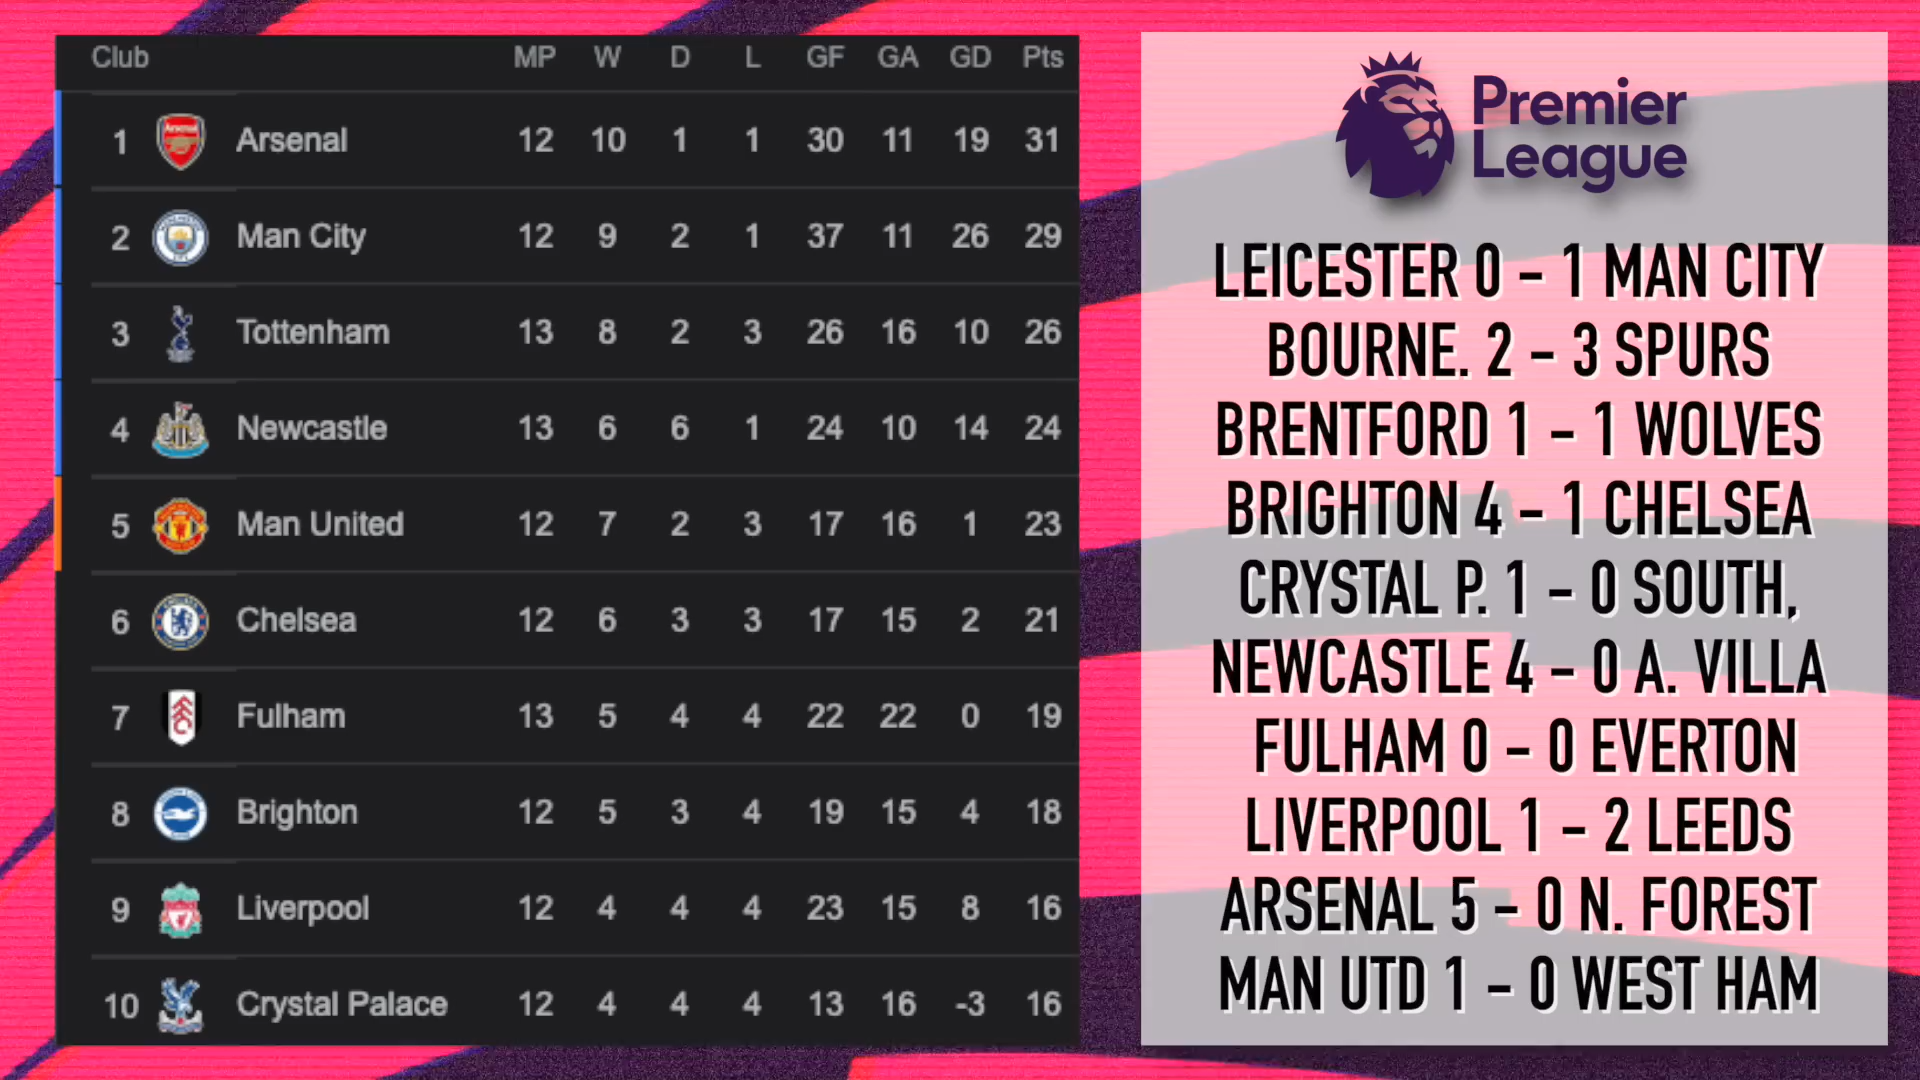 Club MP W D L GF GA GD Pts
1 Arsenal 12 10 1 1 30 11 19 31
2 Man City 12 9 2 1 37 11 26 29
3 Tottenham 13 8 2 3 26 16 10 26
4 Newcastle 13 6 6 1 24 10 14 24
5 Man United 12 7 2 3 17 16 1 23
6 Chelsea 12 6 3 3 17 15 2 21
7 Fulham 13 5 4 4 22 22 0 19
8 Brighton 12 5 3 4 19 15 4 18
9 Liverpool 12 4 4 4 23 15 8 16
10 Crystal Palace 12 4 4 4 13 16 -3 16
Premier
League
LEICESTER 0 – 1 MAN CITY
BOURNE. 2 – 3 SPURS
BRENTFORD 1 – 1 WOLVES
BRIGHTON 4 – 1 CHELSEA
CRYSTAL P. 1 – 0 SOUTH,
NEWCASTLE 4 – 0 A. VILLA
FULHAM 0 – 0 EVERTON
LIVERPOOL 1 – 2 LEEDS
ARSENAL 5 – 0 N. FOREST
MAN UTD 1 – 0 WEST HAM